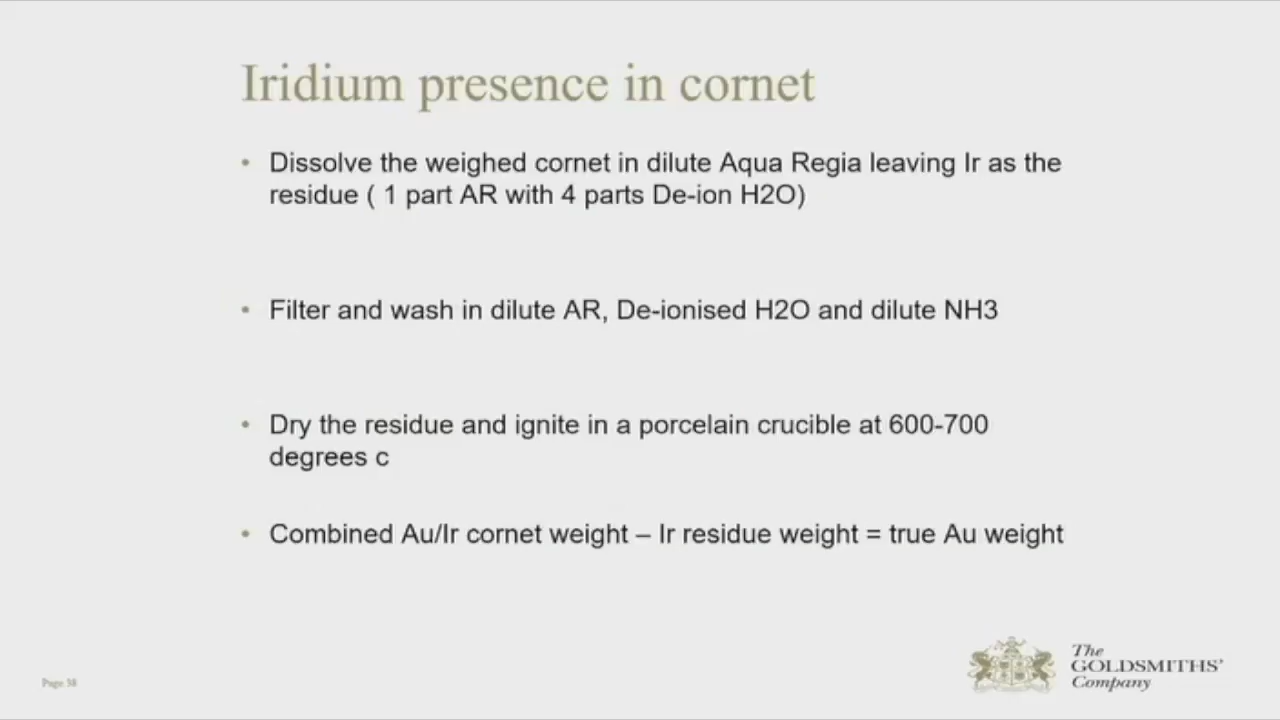 Iridium presence in cornet
• Dissolve the weighed cornet in dilute Aqua Regia leaving Ir as the
residue ( 1 part AR with 4 parts De-ion H2O)
• Filter and wash in dilute AR, De-ionised H2O and dilute NH3
• Dry the residue and ignite in a porcelain crucible at 600-700
degrees c
• Combined Au/Ir cornet weight – Ir residue weight = true Au weight
Page 38
The
GOLDSMITHS'
Company